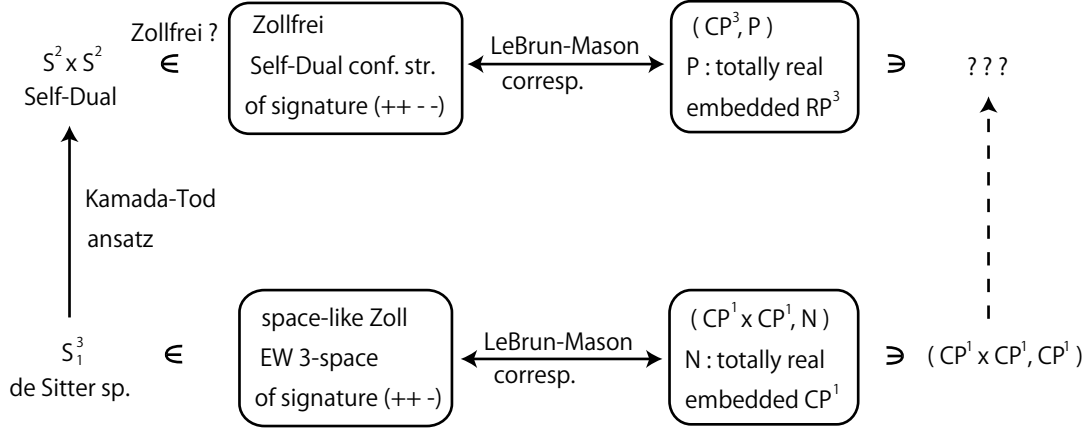 S² x S²
Self-Dual
Zollfrei ?
∈
Zollfrei
Self-Dual conf. str.
of signature (++ - -)
LeBrun-Mason
corresp.
( CP³, P )
P : totally real
embedded RP³
∋
? ? ?
Kamada-Tod
ansatz
S³₁
de Sitter sp.
∈
space-like Zoll
EW 3-space
of signature (++ -)
LeBrun-Mason
corresp.
( CP¹ x CP¹, N )
N : totally real
embedded CP¹
∋
( CP¹ x CP¹, CP¹ )